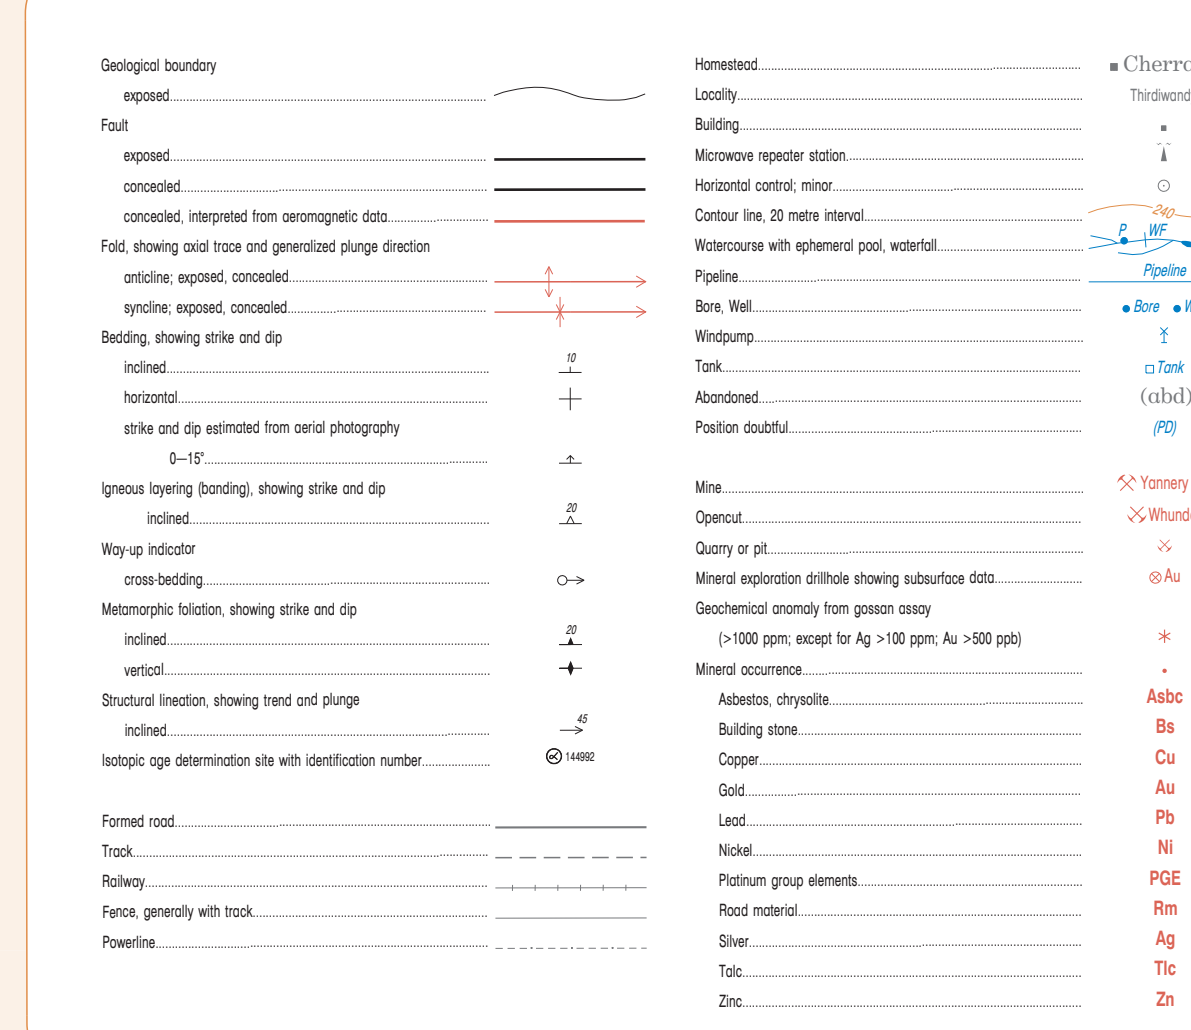 Geological boundary
exposed
Fault
exposed
concealed
concealed, interpreted from aeromagnetic data
Fold, showing axial trace and generalized plunge direction
anticline; exposed, concealed
syncline; exposed, concealed
Bedding, showing strike and dip
inclined 10
horizontal
strike and dip estimated from aerial photography
0—15°
Igneous layering (banding), showing strike and dip
inclined 20
Way-up indicator
cross-bedding
Metamorphic foliation, showing strike and dip
inclined 20
vertical
Structural lineation, showing trend and plunge
inclined 45
Isotopic age determination site with identification number 144992
Formed road
Track
Railway
Fence, generally with track
Powerline
Homestead
Locality
Building
Microwave repeater station
Horizontal control; minor
Contour line, 20 metre interval 240
Watercourse with ephemeral pool, waterfall P WF
Pipeline Pipeline
Bore, Well Bore
Windpump
Tank Tank
Abandoned (abd)
Position doubtful (PD)
Mine Yannery
Opencut
Quarry or pit
Mineral exploration drillhole showing subsurface data Au
Geochemical anomaly from gossan assay
(>1000 ppm; except for Ag >100 ppm; Au >500 ppb)
Mineral occurrence
Asbestos, chrysolite Asbc
Building stone Bs
Copper Cu
Gold Au
Lead Pb
Nickel Ni
Platinum group elements PGE
Road material Rm
Silver Ag
Talc Tlc
Zinc Zn